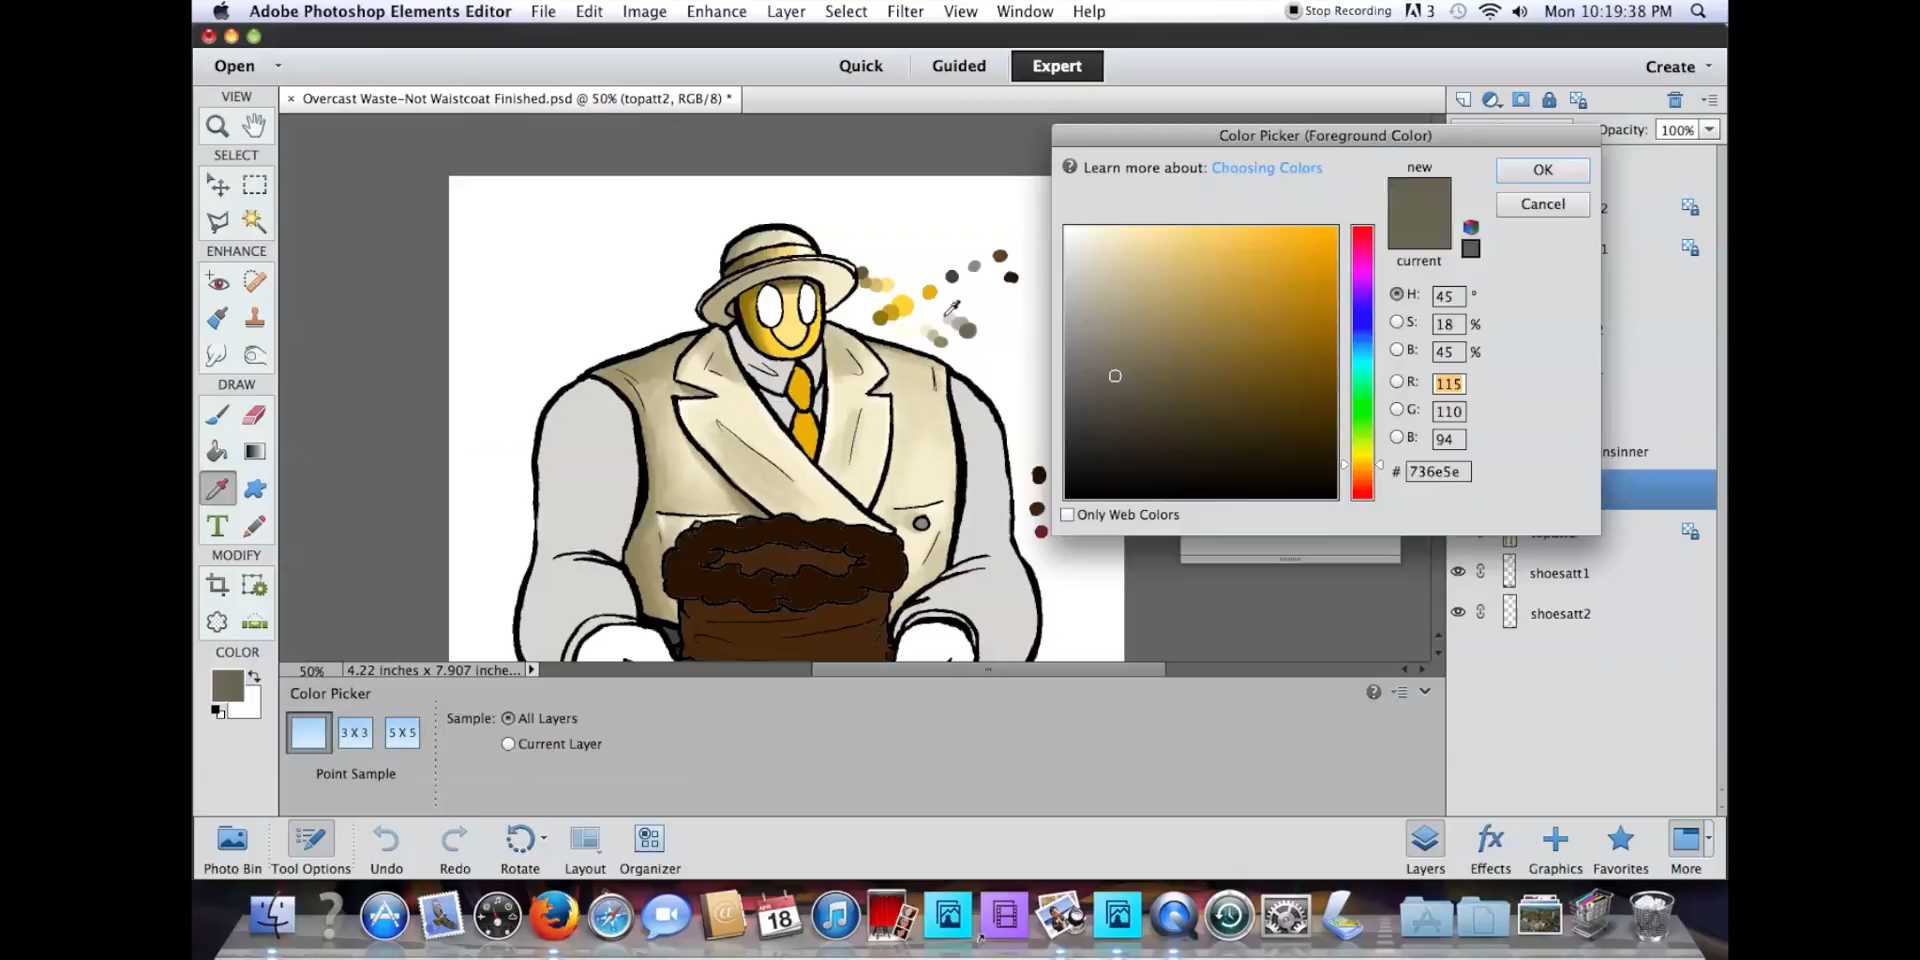 Adobe Photoshop Elements Editor File Edit Image Enhance Layer Select Filter View Window Help Stop Recording 3 Mon 10:19:38 PM
Open Quick Guided Expert Create
VIEW
× Overcast Waste-Not Waistcoat Finished.psd @ 50% (topatt2, RGB/8) *
Opacity: 100%
Color Picker (Foreground Color)
Learn more about: Choosing Colors
new
OK
Cancel
current
H: 45 °
S: 18 %
B: 45 %
R: 115
G: 110
B: 94
# 736e5e
Only Web Colors
SELECT
ENHANCE
DRAW
MODIFY
COLOR
2
1
nsinner
shoesatt1
shoesatt2
50% 4.22 inches x 7.907 inche...
Color Picker
3 X 3
5 X 5
Point Sample
Sample: All Layers
Current Layer
Photo Bin Tool Options Undo Redo Rotate Layout Organizer
fx
Layers Effects Graphics Favorites More
APR
18